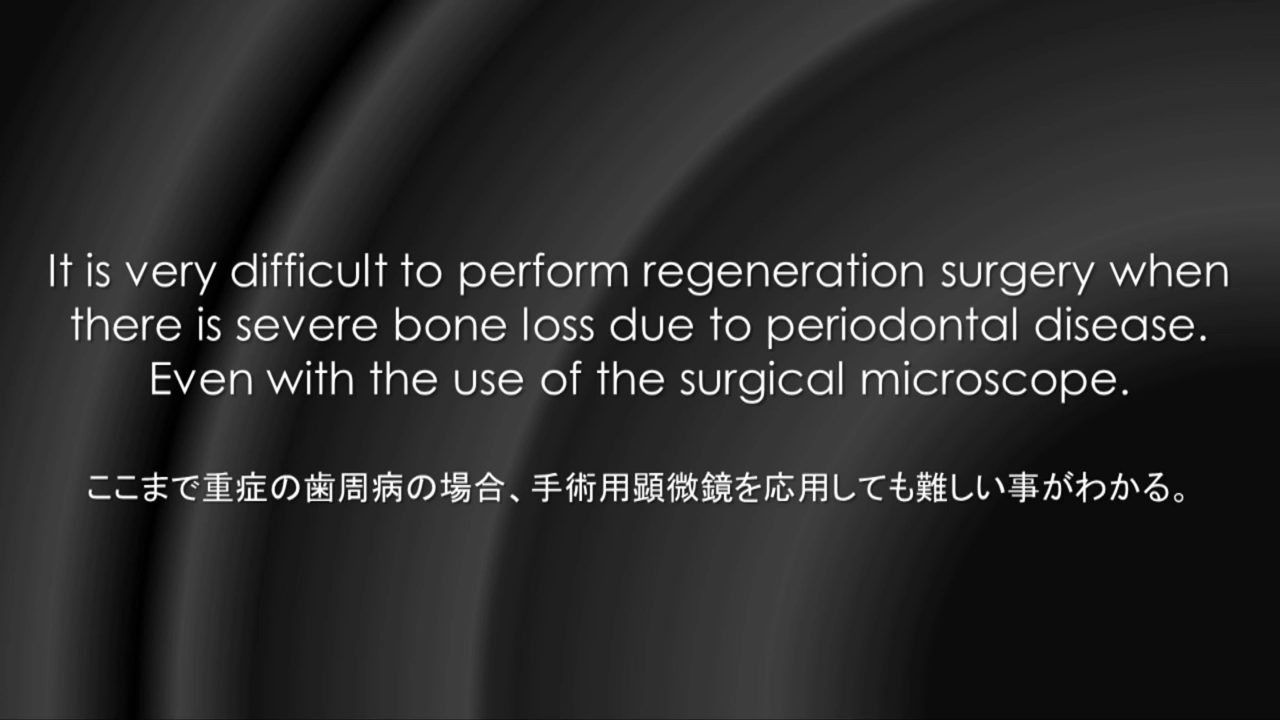 It is very difficult to perform regeneration surgery when
there is severe bone loss due to periodontal disease.
Even with the use of the surgical microscope.
ここまで重症の歯周病の場合、手術用顕微鏡を応用しても難しい事がわかる。